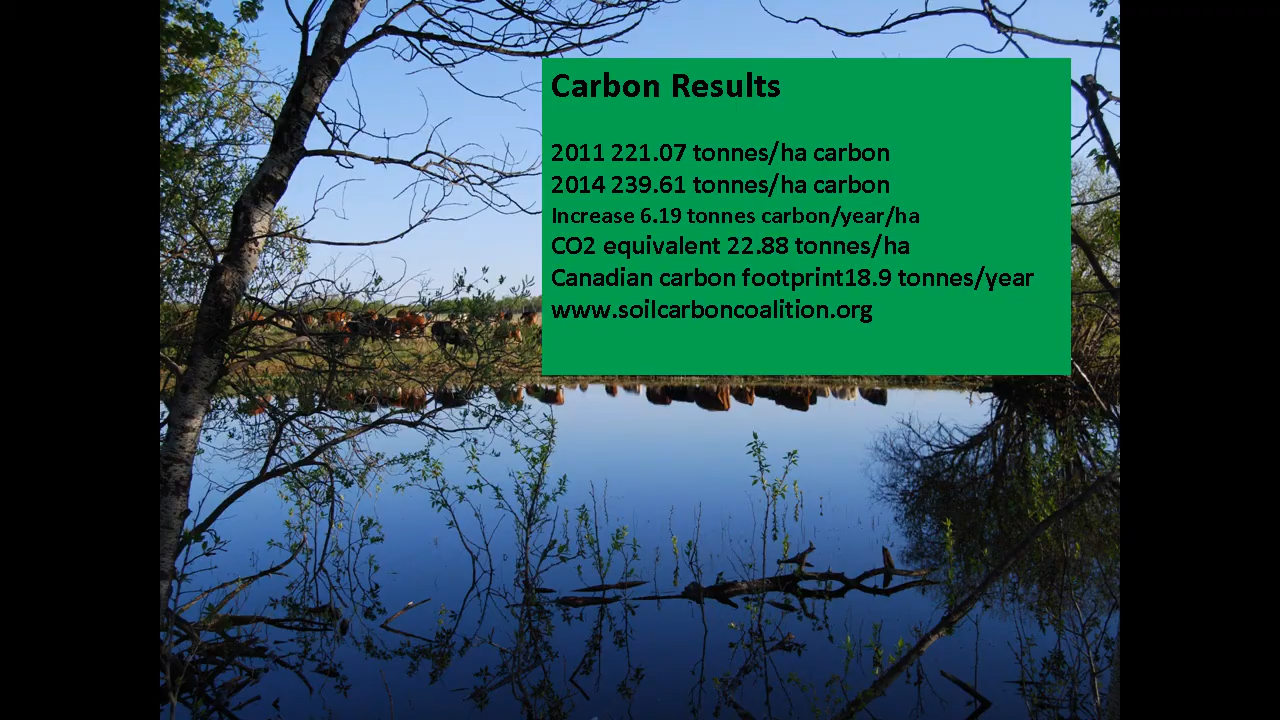 Carbon Results
2011 221.07 tonnes/ha carbon
2014 239.61 tonnes/ha carbon
Increase 6.19 tonnes carbon/year/ha
CO2 equivalent 22.88 tonnes/ha
Canadian carbon footprint18.9 tonnes/year
www.soilcarboncoalition.org